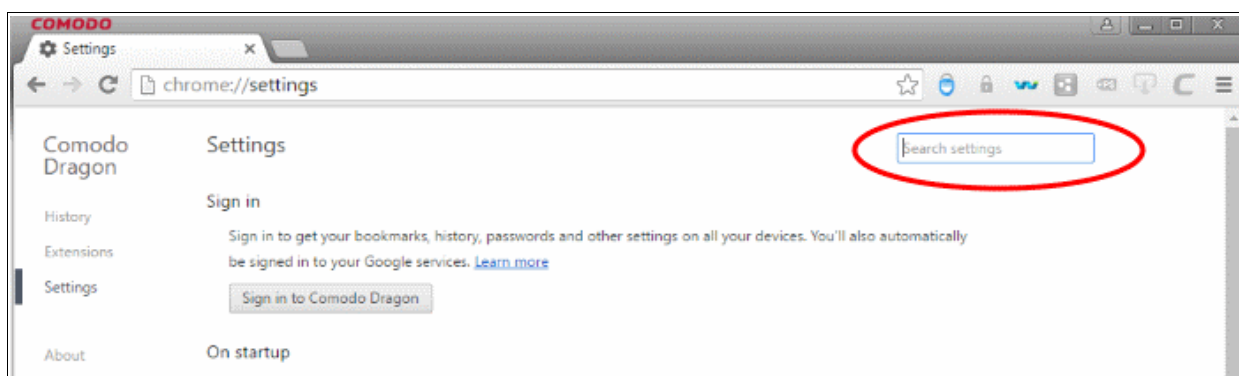 COMODO
Settings
chrome://settings
Comodo
Dragon
Settings
Search settings
History
Extensions
Settings
About
Sign in
Sign in to get your bookmarks, history, passwords and other settings on all your devices. You'll also automatically
be signed in to your Google services. Learn more
Sign in to Comodo Dragon
On startup